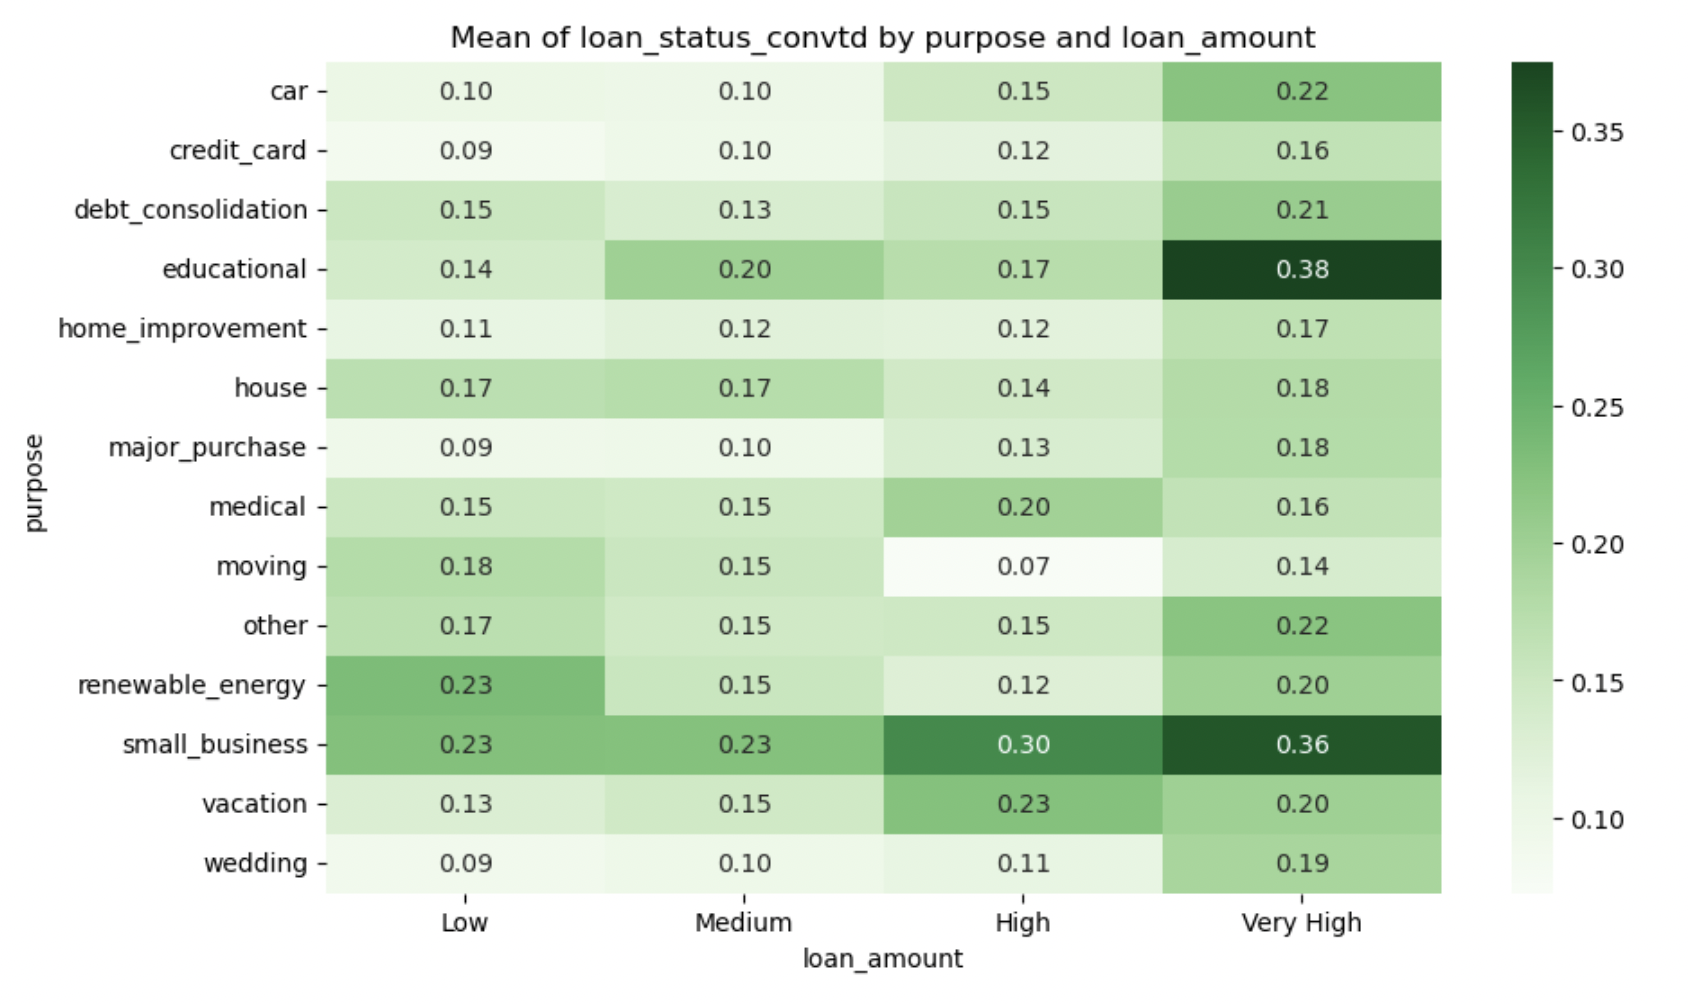 Mean of loan_status_convtd by purpose and loan_amount
purpose
car 0.10 0.10 0.15 0.22
credit_card 0.09 0.10 0.12 0.16
debt_consolidation 0.15 0.13 0.15 0.21
educational 0.14 0.20 0.17 0.38
home_improvement 0.11 0.12 0.12 0.17
house 0.17 0.17 0.14 0.18
major_purchase 0.09 0.10 0.13 0.18
medical 0.15 0.15 0.20 0.16
moving 0.18 0.15 0.07 0.14
other 0.17 0.15 0.15 0.22
renewable_energy 0.23 0.15 0.12 0.20
small_business 0.23 0.23 0.30 0.36
vacation 0.13 0.15 0.23 0.20
wedding 0.09 0.10 0.11 0.19
Low Medium High Very High
loan_amount
0.35
0.30
0.25
0.20
0.15
0.10